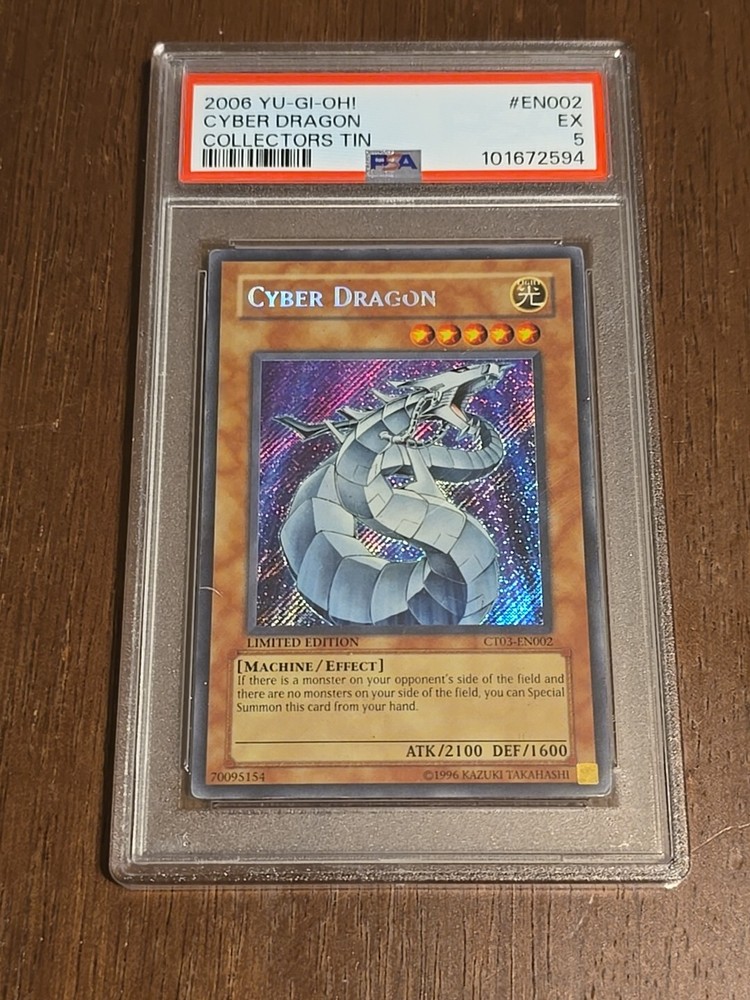 2006 YU-GI-OH! #EN002
CYBER DRAGON EX
COLLECTORS TIN 5
PSA 101672594
CYBER DRAGON
LIGHT
光
LIMITED EDITION CT03-EN002
[MACHINE/EFFECT]
If there is a monster on your opponent's side of the field and
there are no monsters on your side of the field, you can Special
Summon this card from your hand.
ATK/2100 DEF/1600
70095154 ©1996 KAZUKI TAKAHASHI